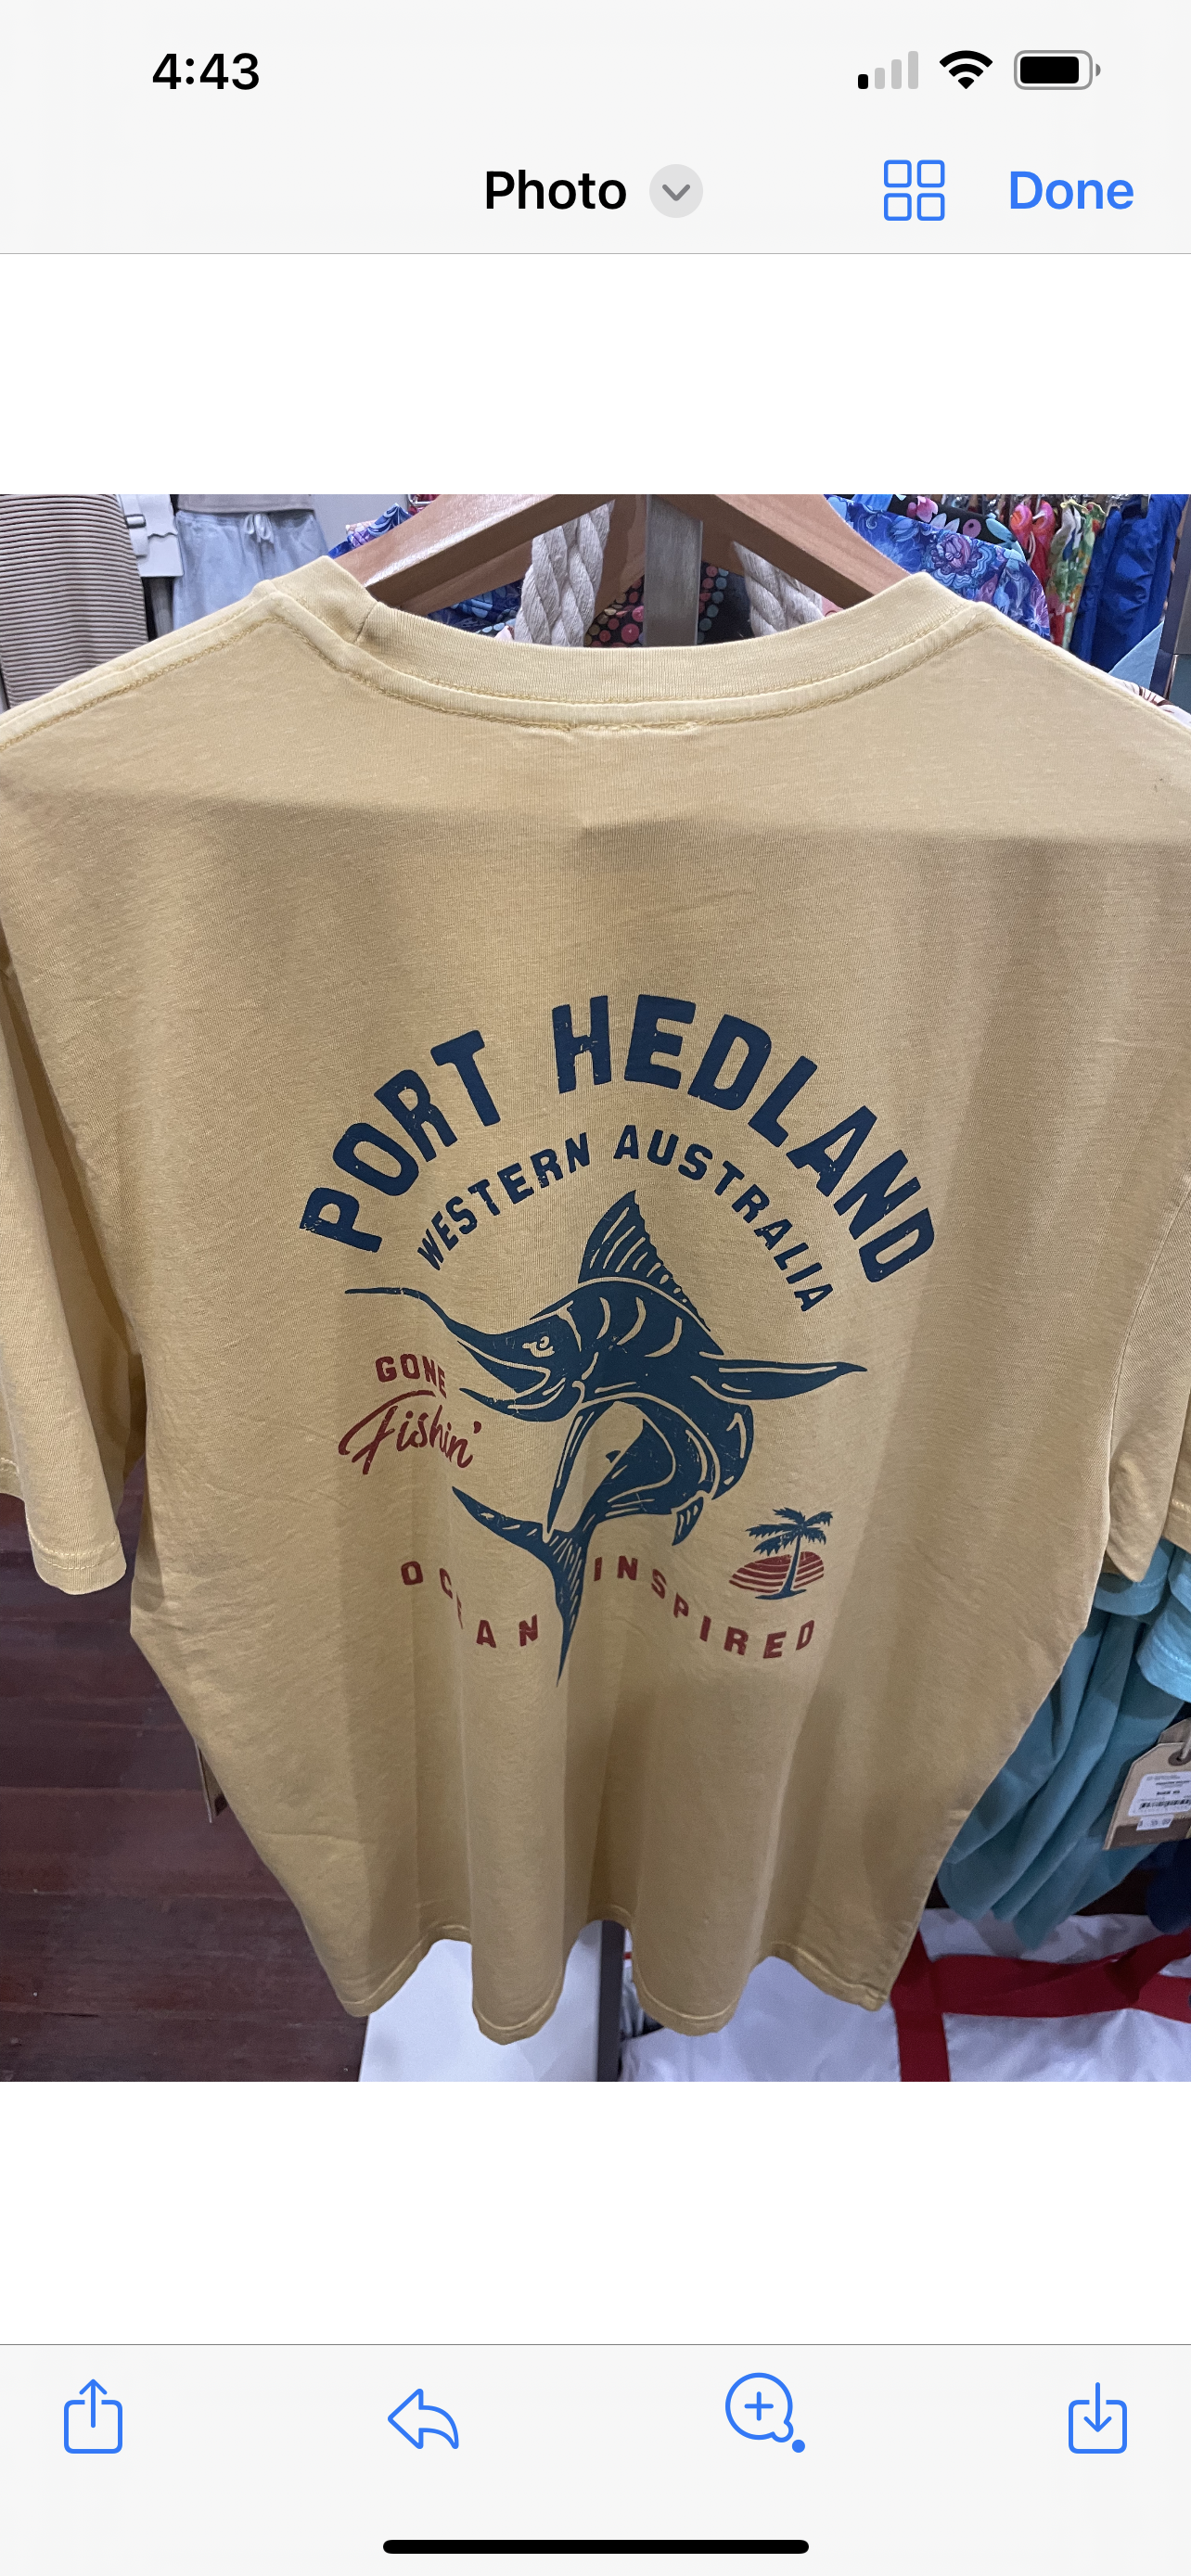 4:43
Photo
Done
PORT HEDLAND
WESTERN AUSTRALIA
GONE
Fishin'
OCEAN INSPIRED